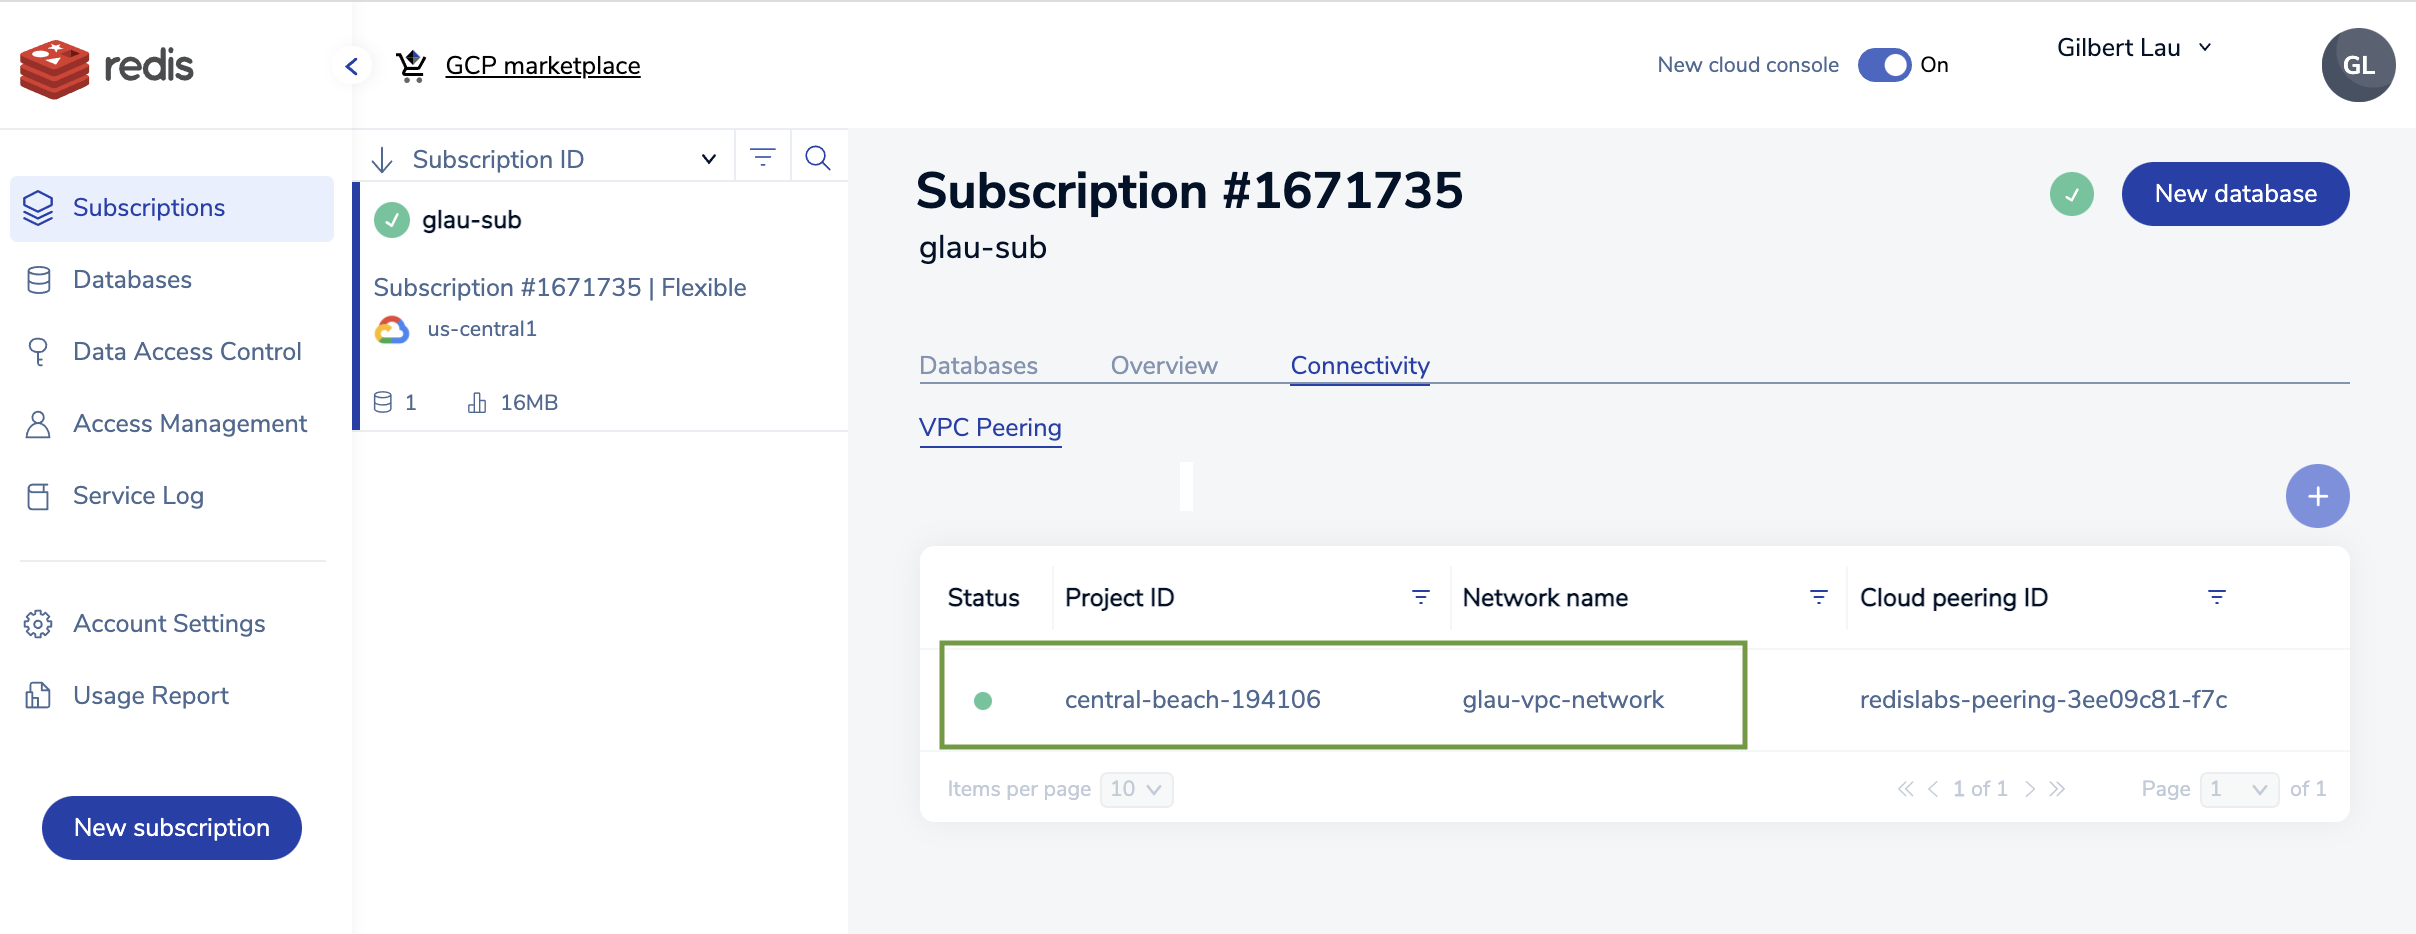 redis
GCP marketplace
New cloud console On
Gilbert Lau
GL
Subscriptions
Databases
Data Access Control
Access Management
Service Log
Account Settings
Usage Report
New subscription
Subscription ID
glau-sub
Subscription #1671735 | Flexible
us-central1
1 16MB
Subscription #1671735
glau-sub
New database
Databases Overview Connectivity
VPC Peering
Status Project ID Network name Cloud peering ID
central-beach-194106 glau-vpc-network redislabs-peering-3ee09c81-f7c
Items per page 10 1 of 1 Page 1 of 1